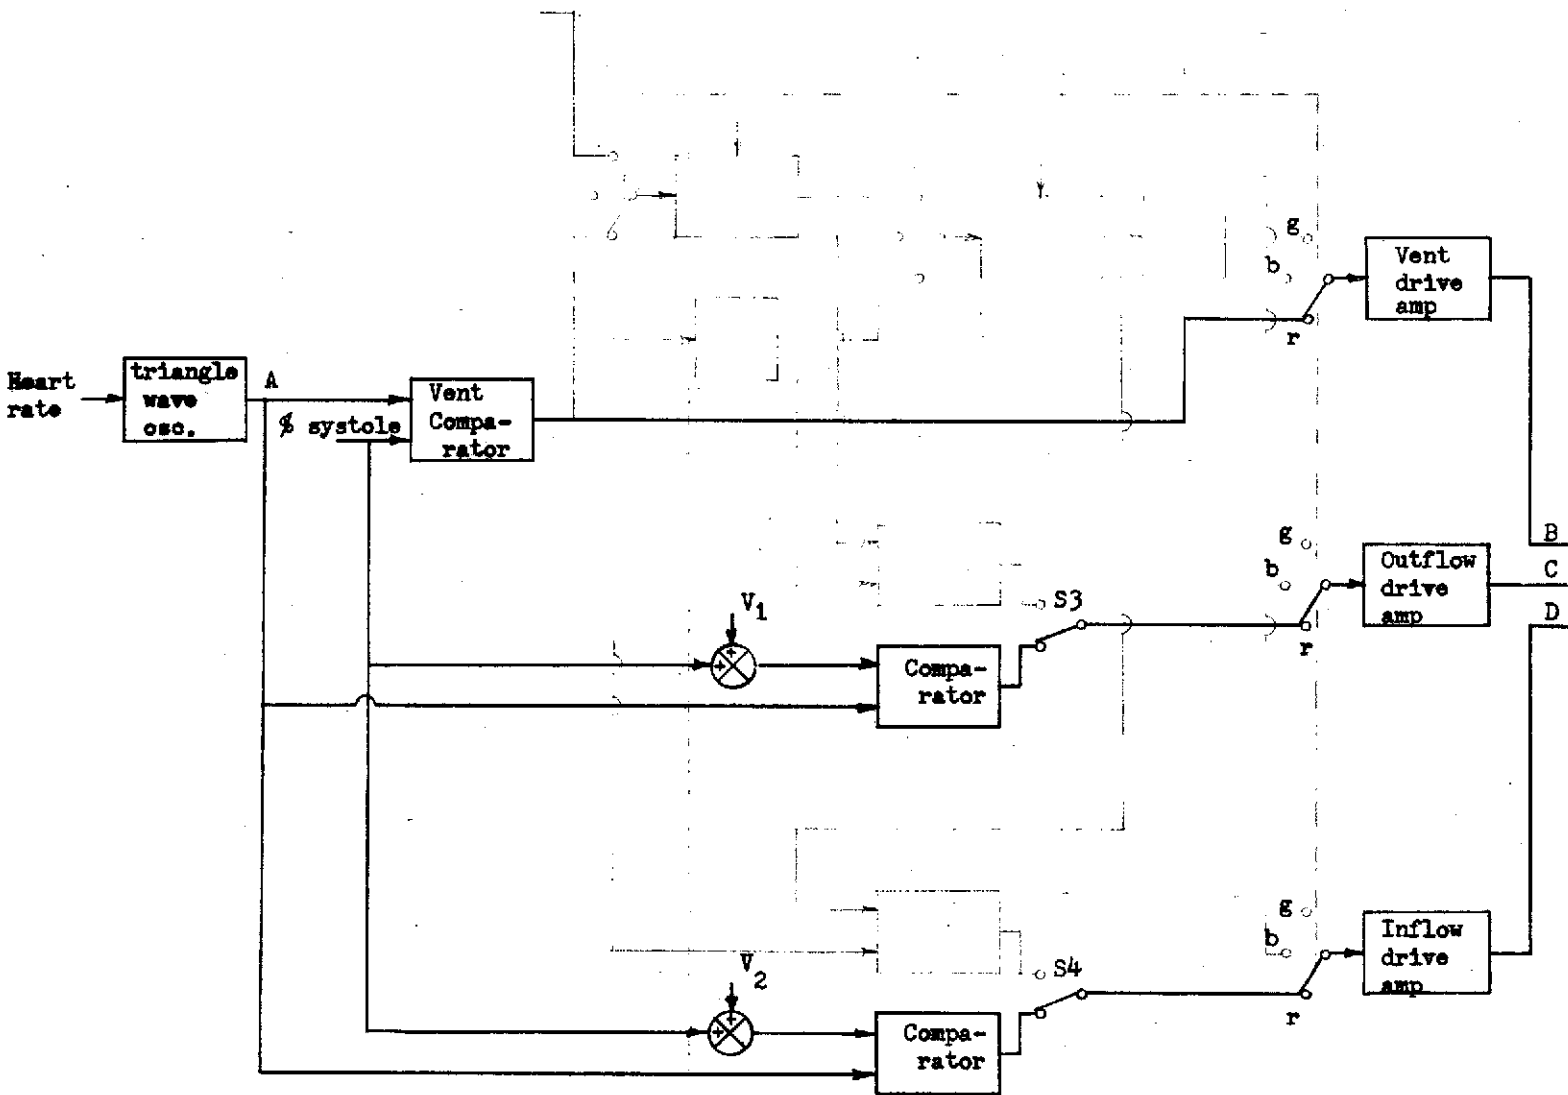 g
b
r
Vent
drive
amp
Heart
rate
triangle
wave
osc.
A
% systole
Vent
Compa-
rator
B
C
D
g
b
r
Outflow
drive
amp
S3
V1
+
+
Compa-
rator
g
b
r
Inflow
drive
amp
S4
V2
+
+
Compa-
rator